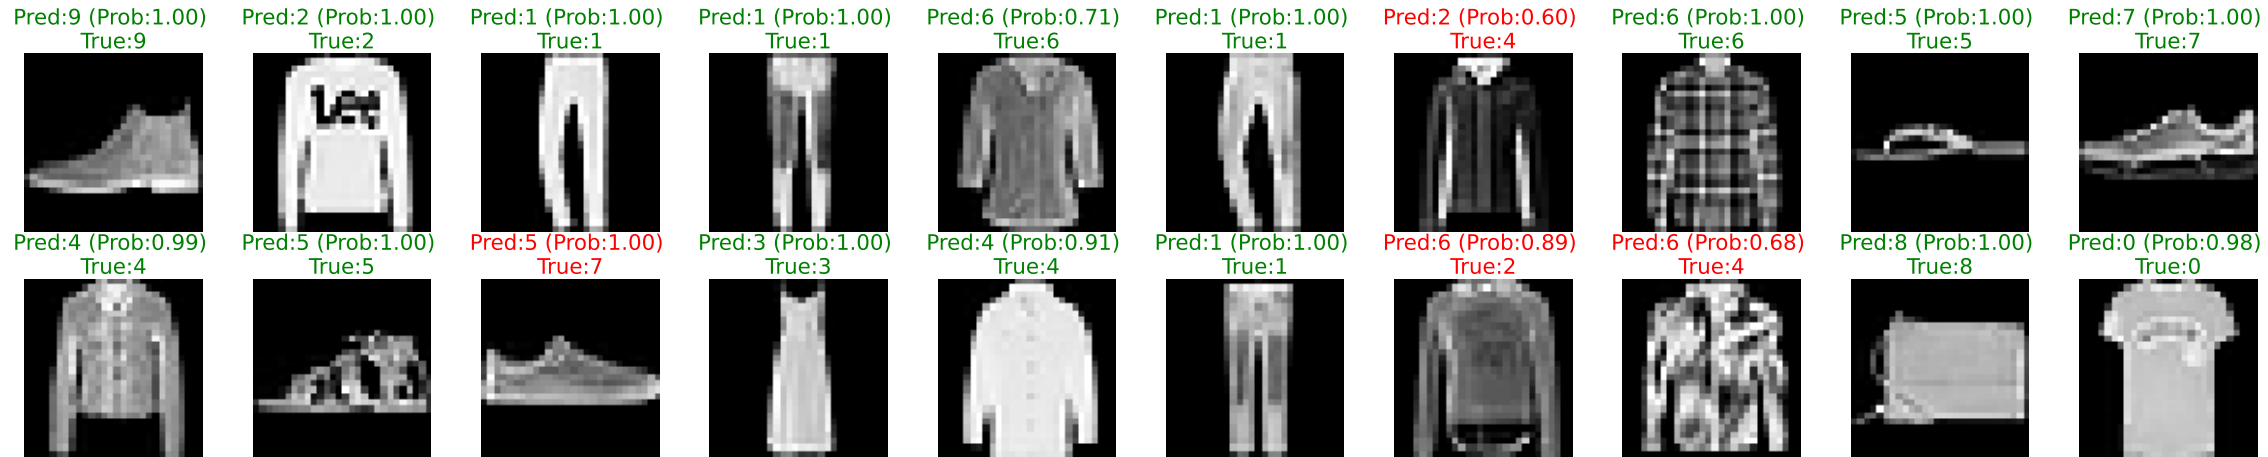 Pred:9 (Prob:1.00) Pred:2 (Prob:1.00) Pred:1 (Prob:1.00) Pred:1 (Prob:1.00) Pred:6 (Prob:0.71) Pred:1 (Prob:1.00) Pred:2 (Prob:0.60) Pred:6 (Prob:1.00) Pred:5 (Prob:1.00) Pred:7 (Prob:1.00)
True:9 True:2 True:1 True:1 True:6 True:1 True:4 True:6 True:5 True:7
Lee
Pred:4 (Prob:0.99) Pred:5 (Prob:1.00) Pred:5 (Prob:1.00) Pred:3 (Prob:1.00) Pred:4 (Prob:0.91) Pred:1 (Prob:1.00) Pred:6 (Prob:0.89) Pred:6 (Prob:0.68) Pred:8 (Prob:1.00) Pred:0 (Prob:0.98)
True:4 True:5 True:7 True:3 True:4 True:1 True:2 True:4 True:8 True:0